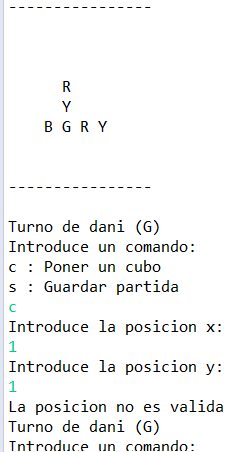 ----------------
R
Y
B G R Y
----------------
Turno de dani (G)
Introduce un comando:
c : Poner un cubo
s : Guardar partida
c
Introduce la posicion x:
1
Introduce la posicion y:
1
La posicion no es valida
Turno de dani (G)
Introduce un comando: